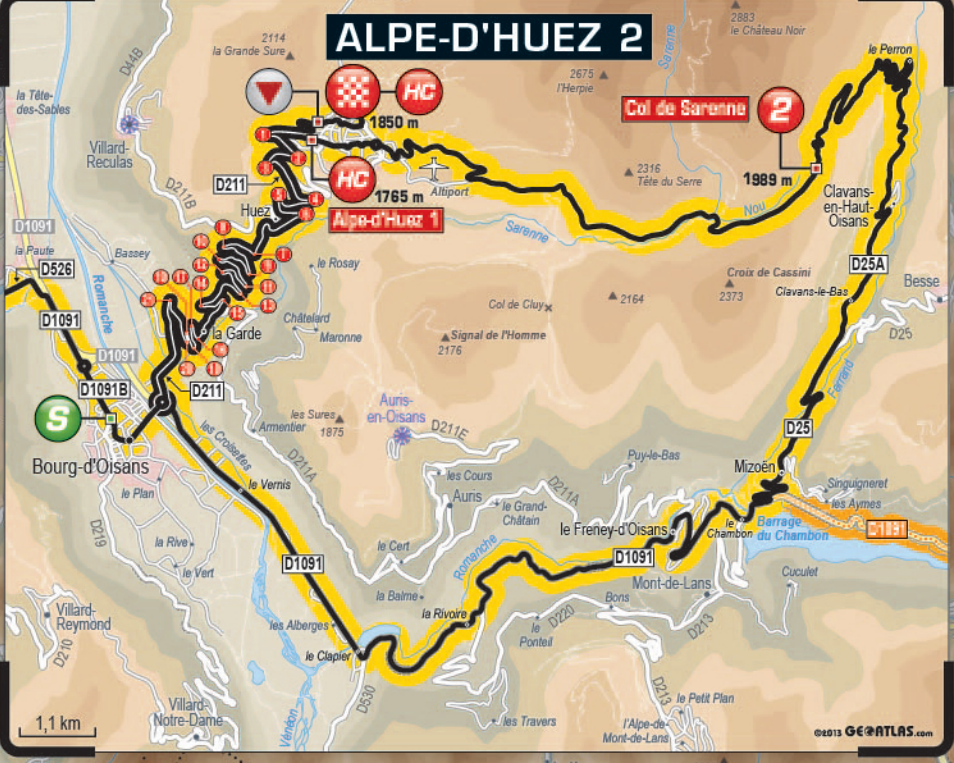 ALPE-D'HUEZ 2
2883
le Château Noir
2114
la Grande Sure
D44B
Sarenne
le Perron
la Tête-
des-Sables
2675
l'Herpie
HC
1850 m
Col de Sarenne
2
Villard-
Reculas
1989 m
2316
Tête du Serre
D211
HC
1765 m
Altiport
Clavans-
en-Haut-
Oisans
D211B
Huez
Alpe-d'Huez 1
Nou
Sarenne
D1091
la Paute
Bassey
D526
le Rosay
D25A
Croix de Cassini
2373
Besse
Romanche
Col de Cluy
2164
Clavans-le-Bas
D1091
Châtelard
Maronne
la Garde
Signal de l'Homme
2176
D25
D1091
Ferrand
D1091B
D211
S
Auris-
en-Oisans
les Sures
1875
Armentier
D211E
D25
les Croisettes
Bourg-d'Oisans
D211A
Puy-le-Bas
Mizoën
le Plan
le Vernis
les Cours
Auris
D211A
Singuigneret
les Aymes
le Grand-
Châtain
D219
le Freney-d'Oisans
le
Chambon
Barrage
du Chambon
D1091
la Rive
le Cert
Romanche
D1091
le Vert
D1091
Mont-de-Lans
Cuculet
la Balme
Bons
Villard-
Reymond
la Rivoire
D220
D213
D210
les Alberges
le
Ponteil
le Clapier
D530
D213
le Petit Plan
Villard-
Notre-Dame
Vénéon
les Travers
l'Alpe-de-
Mont-de-Lans
1,1 km
©2013 GEOATLAS.com